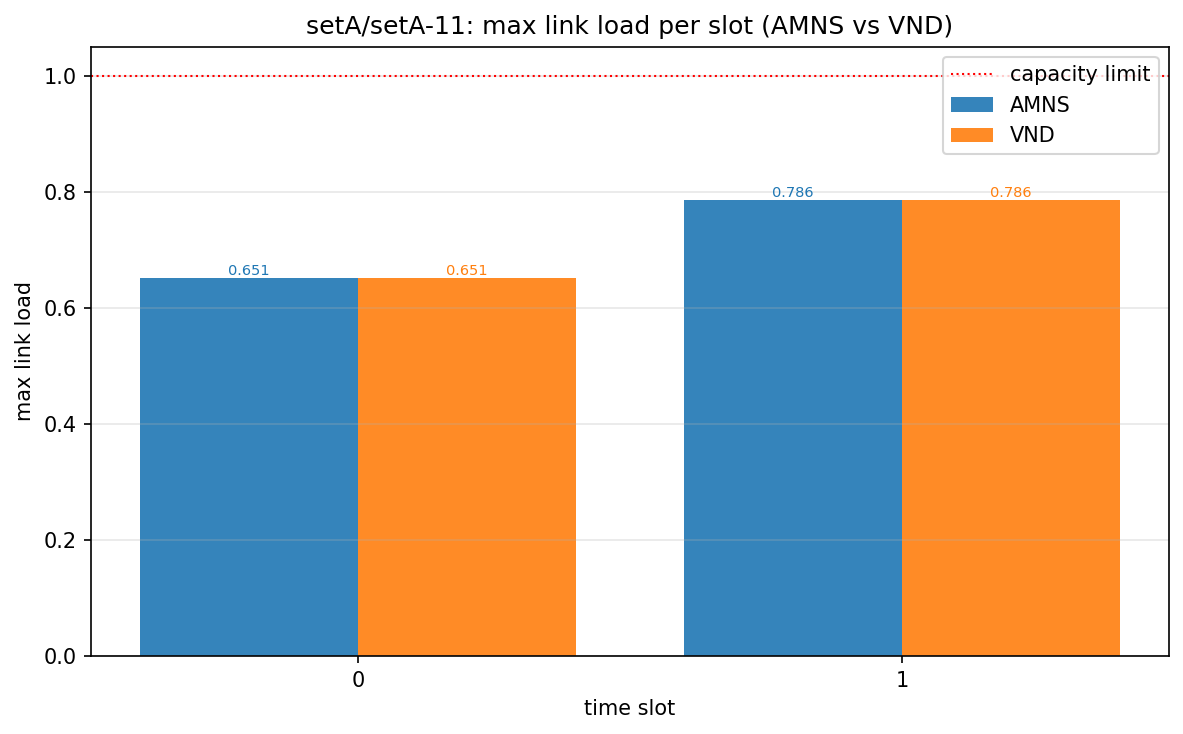 setA/setA-11: max link load per slot (AMNS vs VND)
capacity limit
AMNS
VND
max link load
1.0
0.8
0.6
0.4
0.2
0.0
0.651
0.651
0.786
0.786
0
1
time slot